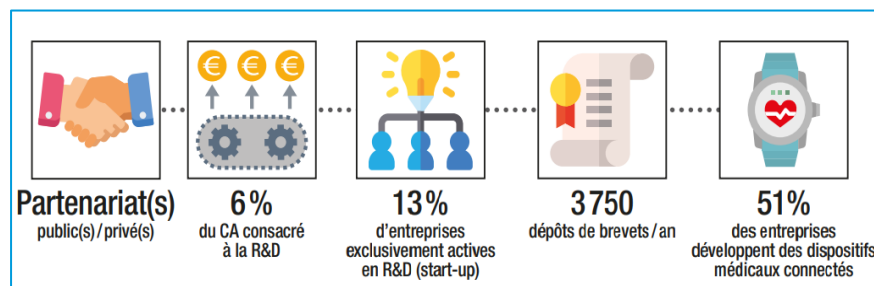 Partenariat(s)
public(s)/privé(s)
6%
du CA consacré
à la R&D
13%
d'entreprises
exclusivement actives
en R&D (start-up)
3750
dépôts de brevets/an
51%
des entreprises
développent des dispositifs
médicaux connectés